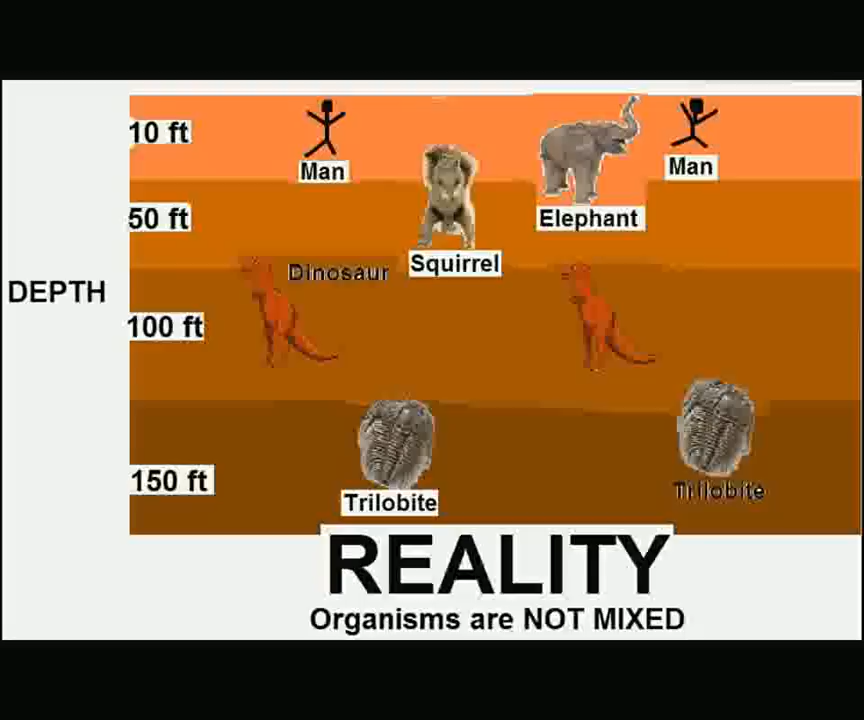 10 ft
Man
Man
50 ft
Elephant
Squirrel
Dinosaur
DEPTH
100 ft
150 ft
Trilobite
Trilobite
REALITY
Organisms are NOT MIXED